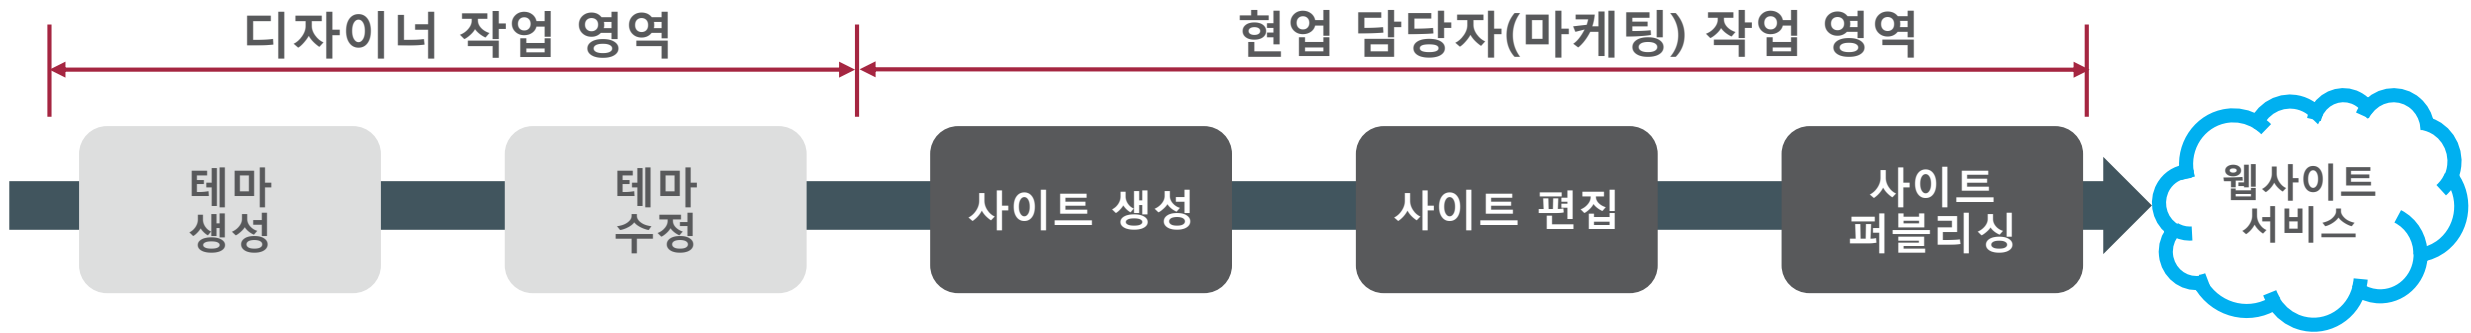 디자이너 작업 영역
현업 담당자(마케팅) 작업 영역
테마
생성
테마
수정
사이트 생성
사이트 편집
사이트
퍼블리싱
웹사이트
서비스